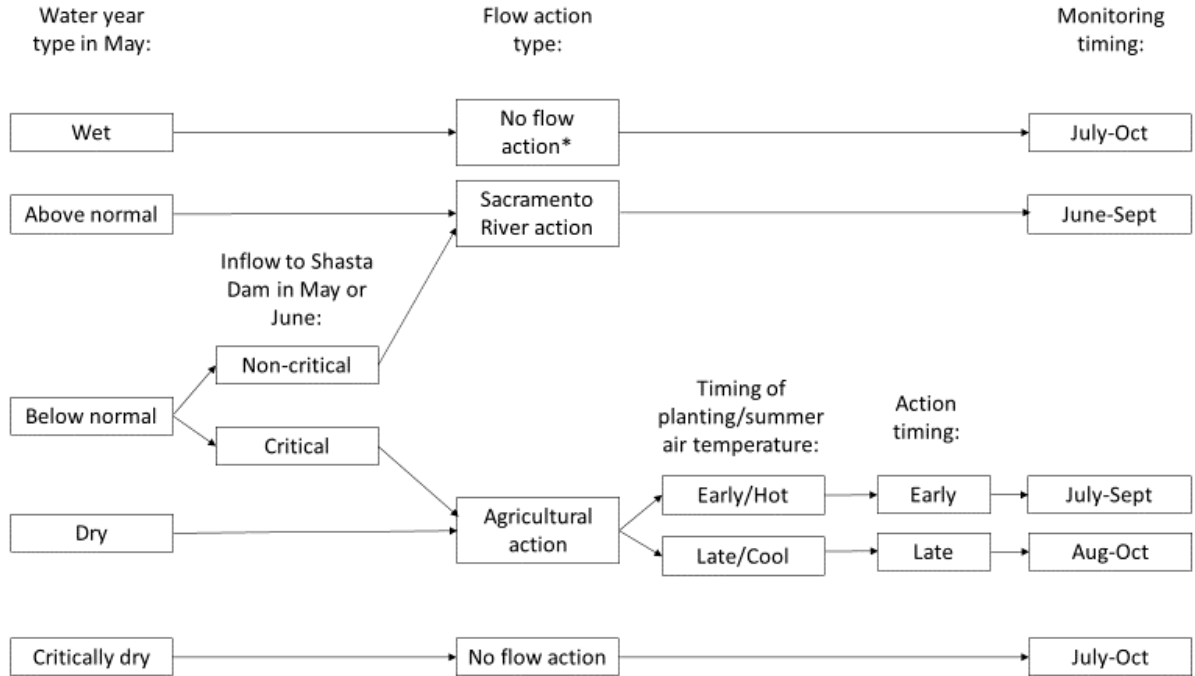 Water year
type in May:
Flow action
type:
Monitoring
timing:
Wet
No flow
action*
July-Oct
Above normal
Sacramento
River action
June-Sept
Inflow to Shasta
Dam in May or
June:
Non-critical
Below normal
Critical
Timing of
planting/summer
air temperature:
Action
timing:
Early/Hot
Early
July-Sept
Dry
Agricultural
action
Late/Cool
Late
Aug-Oct
Critically dry
No flow action
July-Oct